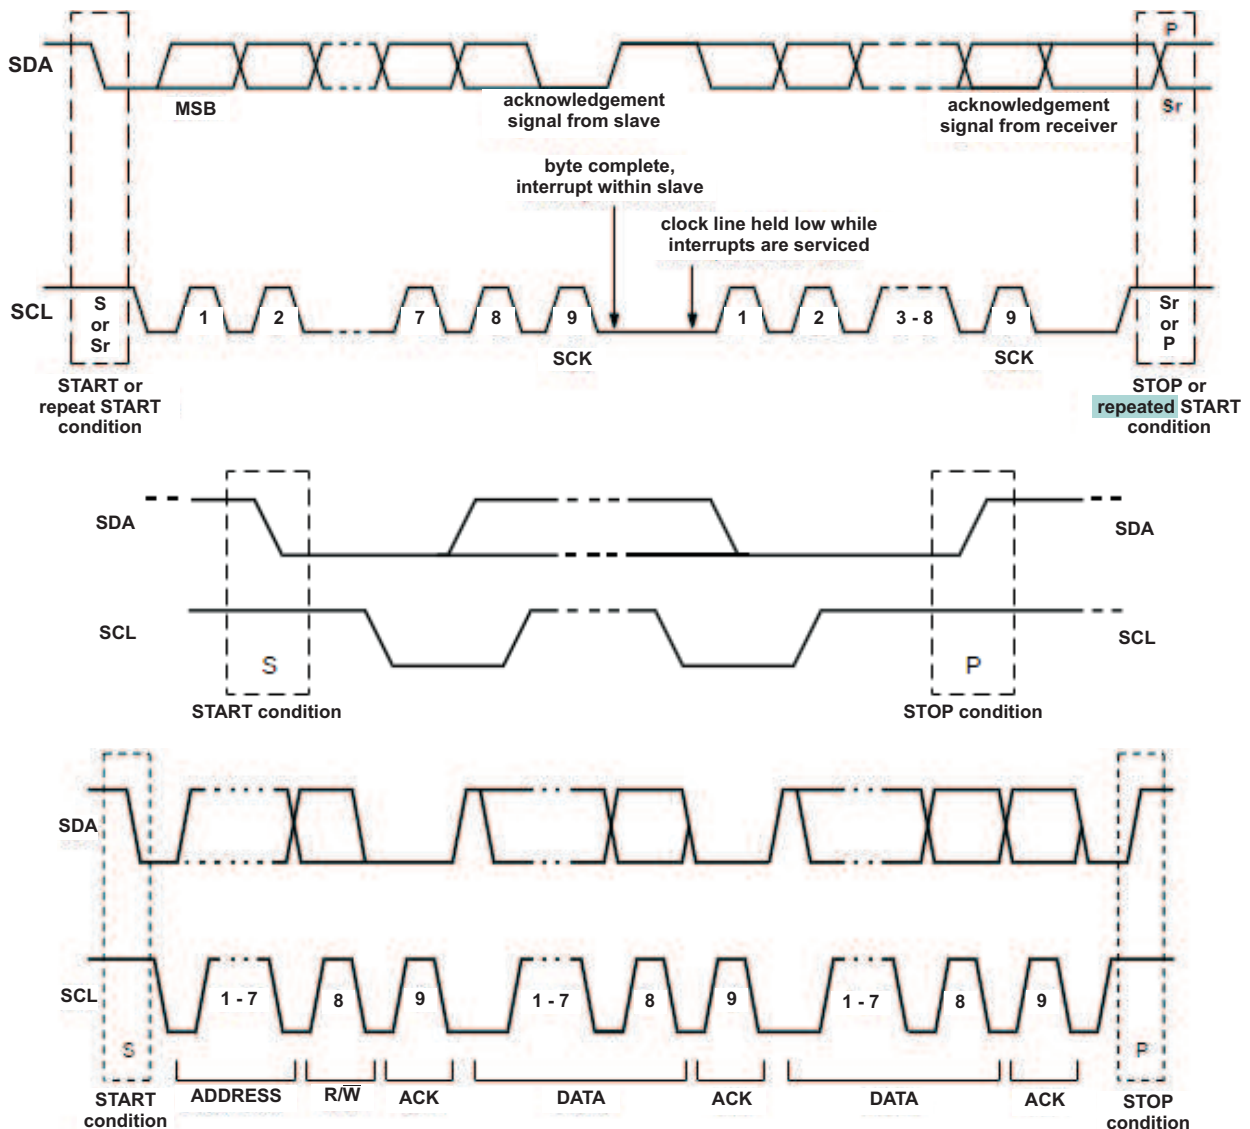 P
SDA
MSB
acknowledgement
signal from slave
acknowledgement
signal from receiver
Sr
byte complete,
interrupt within slave
clock line held low while
interrupts are serviced
SCL
S
or
Sr
1
2
7
8
9
1
2
3 - 8
9
Sr
or
P
SCK
SCK
START or
repeat START
condition
STOP or
repeated START
condition
SDA
SDA
SCL
SCL
S
P
START condition
STOP condition
SDA
SCL
1 - 7
8
9
1 - 7
8
9
1 - 7
8
9
S
P
START
condition
ADDRESS
R/W̅
ACK
DATA
ACK
DATA
ACK
STOP
condition